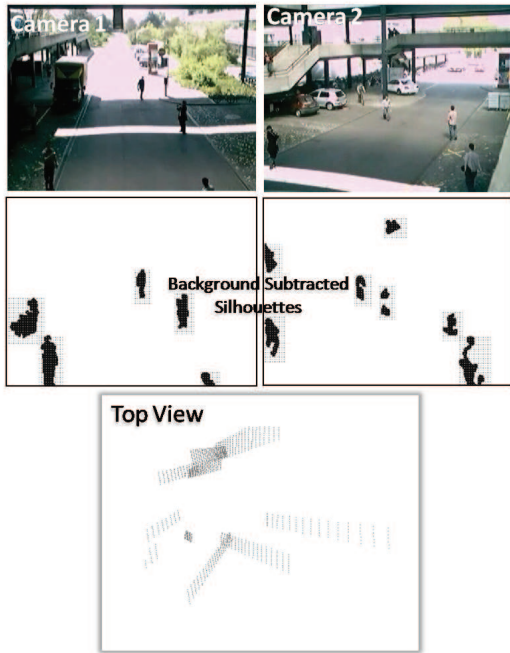 Camera 1
Camera 2
Background Subtracted
Silhouettes
Top View